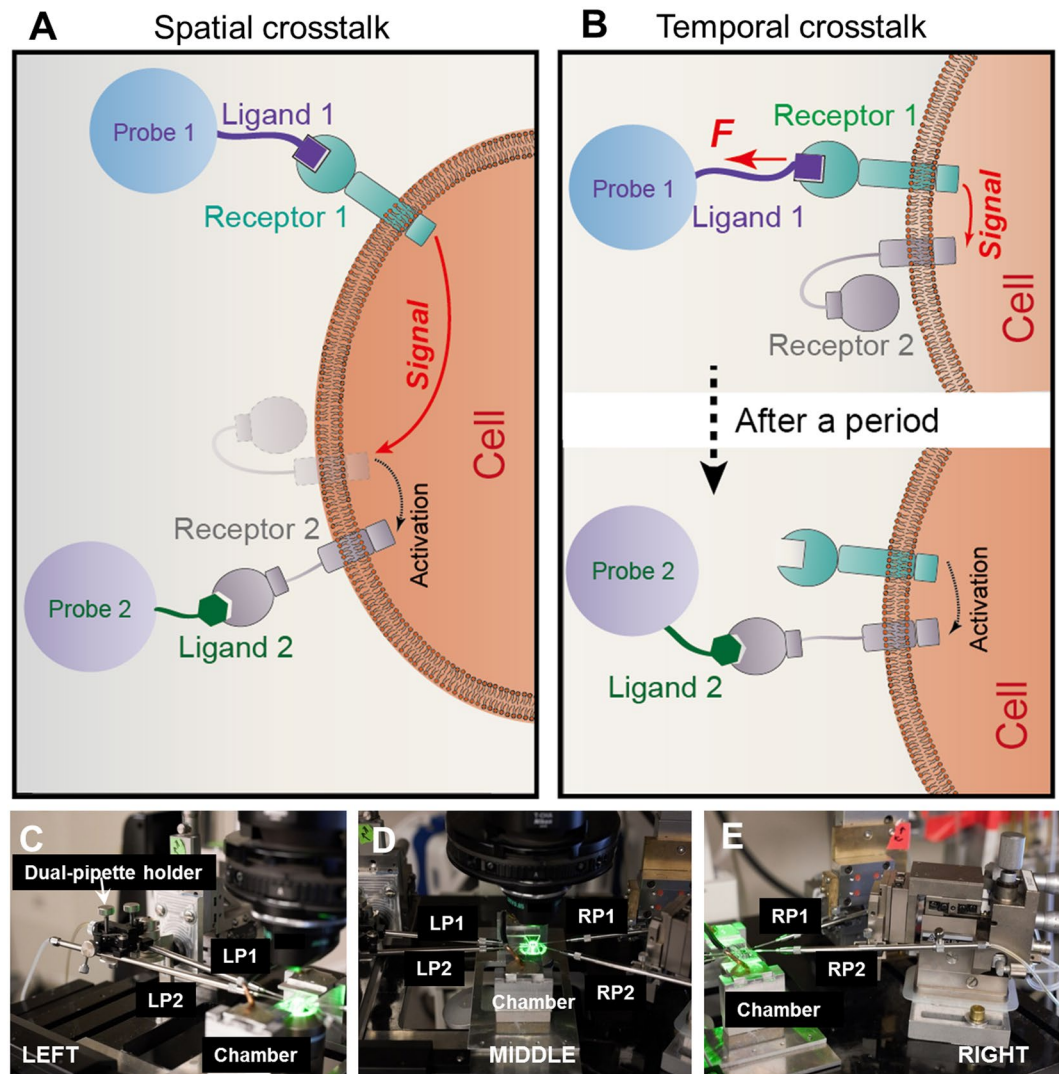 A
Spatial crosstalk
Probe 1
Ligand 1
Receptor 1
Signal
Cell
Receptor 2
Activation
Probe 2
Ligand 2
B
Temporal crosstalk
Receptor 1
F
Probe 1
Ligand 1
Signal
Receptor 2
Cell
After a period
Probe 2
Activation
Ligand 2
Cell
C
Dual-pipette holder
LP1
LP2
Chamber
LEFT
D
LP1
RP1
LP2
RP2
Chamber
MIDDLE
E
RP1
RP2
Chamber
RIGHT